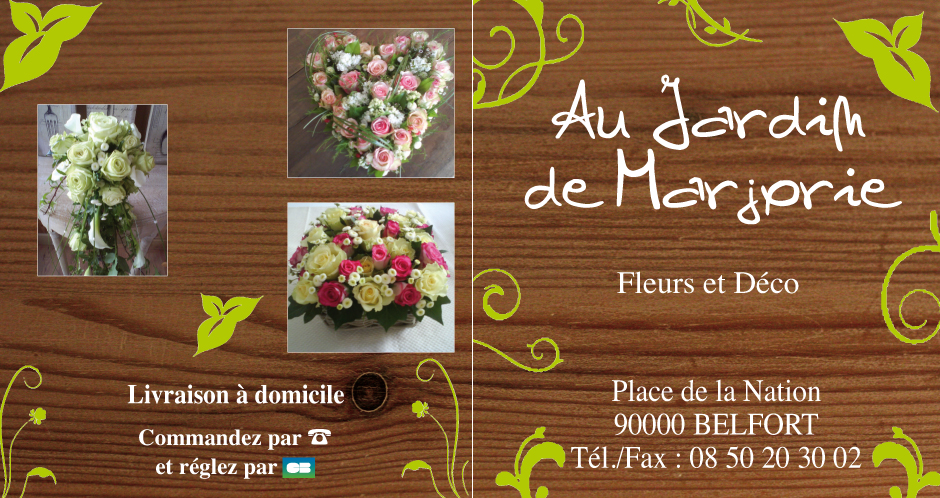 Livraison à domicile
Commandez par ☎
et réglez par CB
Au Jardin
de Marjorie
Fleurs et Déco
Place de la Nation
90000 BELFORT
Tél./Fax : 08 50 20 30 02